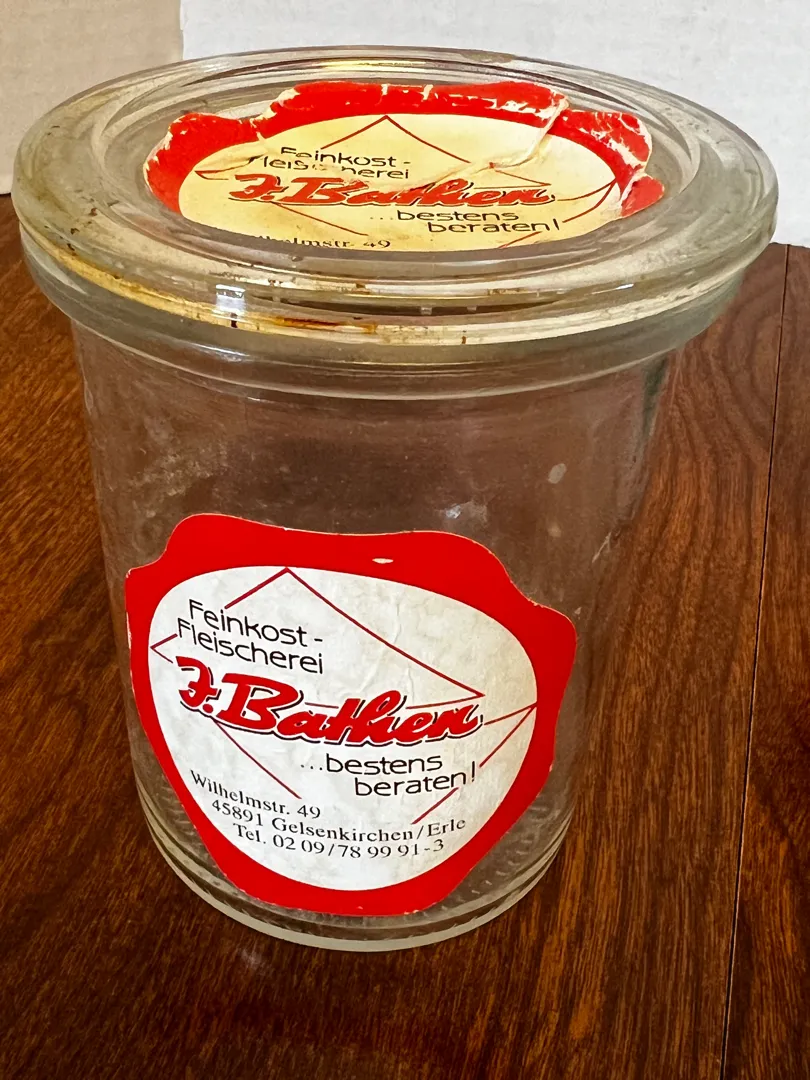 Feinkost-
Fleischerei
J. Bathen
...bestens
beraten!
Wilhelmstr. 49
Feinkost-
Fleischerei
J. Bathen
...bestens
beraten!
Wilhelmstr. 49
45891 Gelsenkirchen/Erle
Tel. 02 09/78 99 91-3